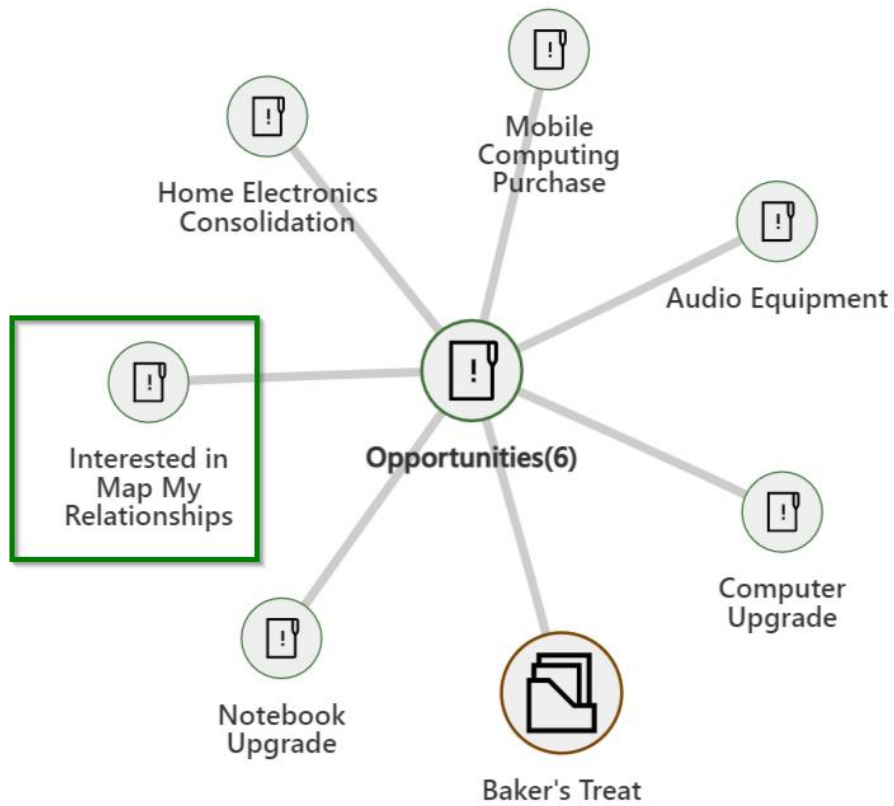 Mobile
Computing
Purchase
Home Electronics
Consolidation
Audio Equipment
Interested in
Map My
Relationships
Opportunities(6)
Computer
Upgrade
Notebook
Upgrade
Baker's Treat